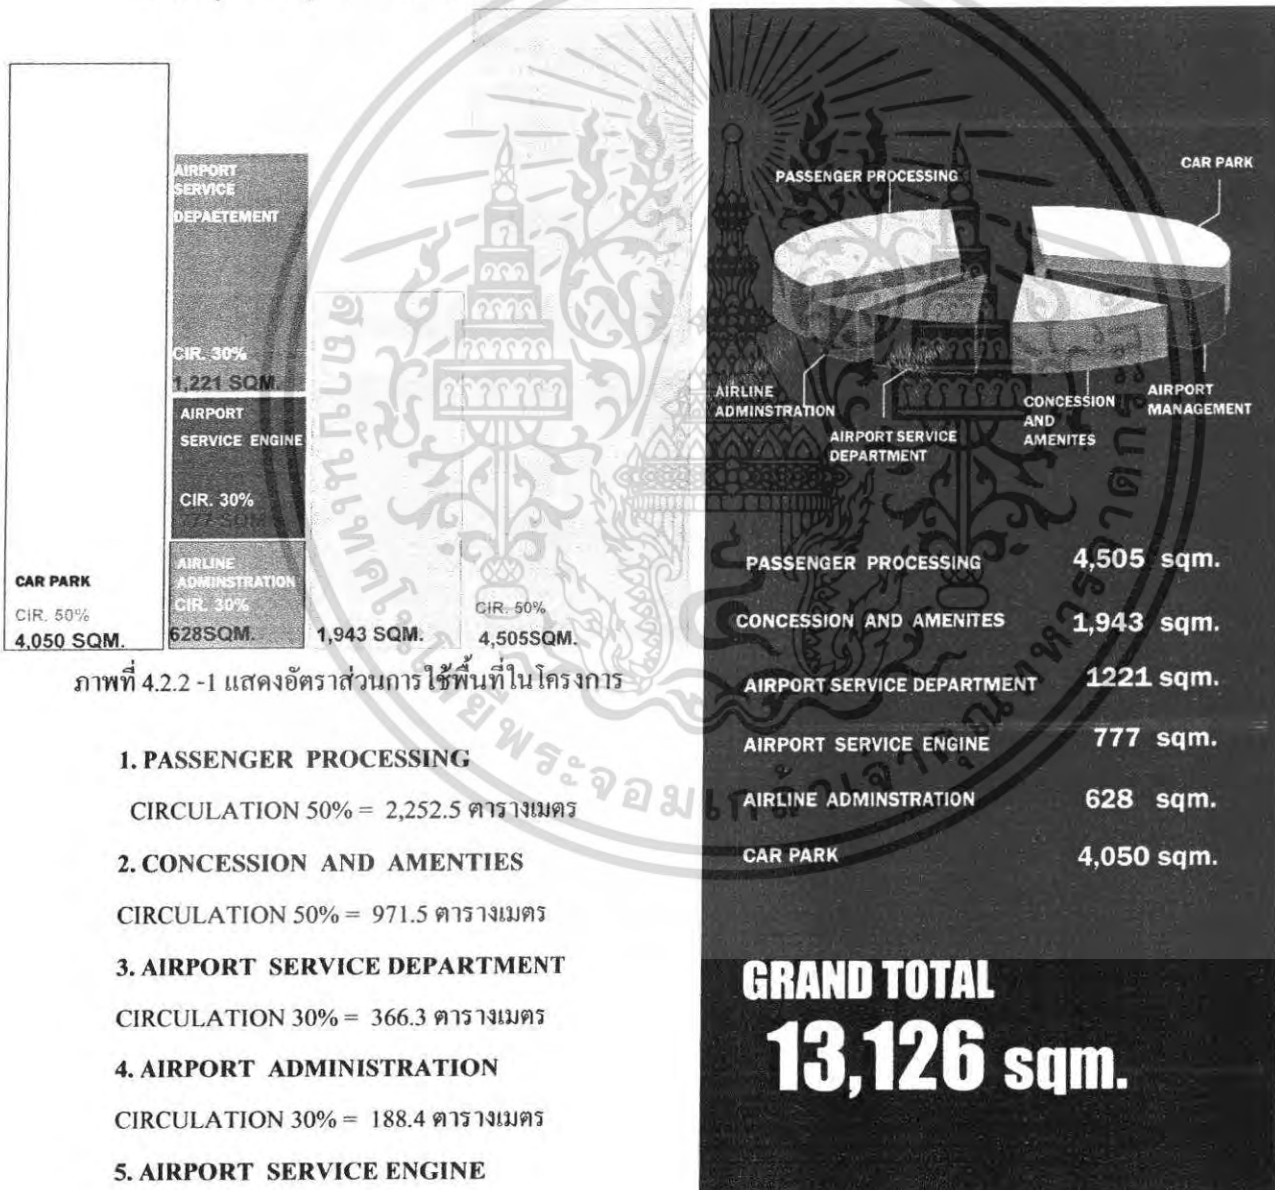 AIRPORT
SERVICE
DEPAETEMENT
CIR. 30%
1,221 SQM.
AIRPORT
SERVICE ENGINE
CIR. 30%
777 SQM.
AIRLINE
ADMINSTRATION
CIR. 30%
628SQM.
CAR PARK
CIR. 50%
4,050 SQM.
1,943 SQM.
CIR. 50%
4,505SQM.
ภาพที่ 4.2.2 -1 แสดงอัตราส่วนการใช้พื้นที่ในโครงการ
1. PASSENGER PROCESSING
CIRCULATION 50% = 2,252.5 ตารางเมตร
2. CONCESSION AND AMENTIES
CIRCULATION 50% = 971.5 ตารางเมตร
3. AIRPORT SERVICE DEPARTMENT
CIRCULATION 30% = 366.3 ตารางเมตร
4. AIRPORT ADMINISTRATION
CIRCULATION 30% = 188.4 ตารางเมตร
5. AIRPORT SERVICE ENGINE
PASSENGER PROCESSING
CAR PARK
AIRLINE
ADMINSTRATION
AIRPORT SERVICE
DEPARTMENT
CONCESSION
AND
AMENITES
AIRPORT
MANAGEMENT
PASSENGER PROCESSING 4,505 sqm.
CONCESSION AND AMENITES 1,943 sqm.
AIRPORT SERVICE DEPARTMENT 1221 sqm.
AIRPORT SERVICE ENGINE 777 sqm.
AIRLINE ADMINSTRATION 628 sqm.
CAR PARK 4,050 sqm.
GRAND TOTAL
13,126 sqm.